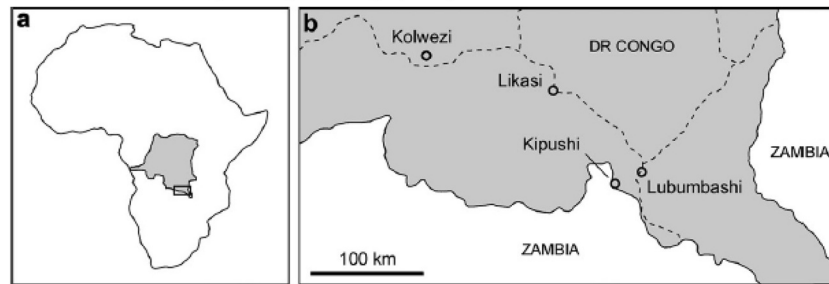 a
b
Kolwezi
DR CONGO
Likasi
Kipushi
ZAMBIA
Lubumbashi
ZAMBIA
100 km